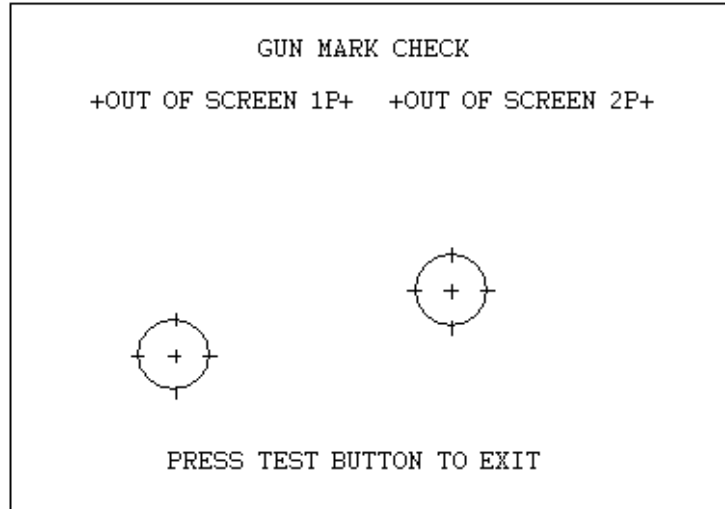 GUN MARK CHECK
+OUT OF SCREEN 1P+ +OUT OF SCREEN 2P+
PRESS TEST BUTTON TO EXIT